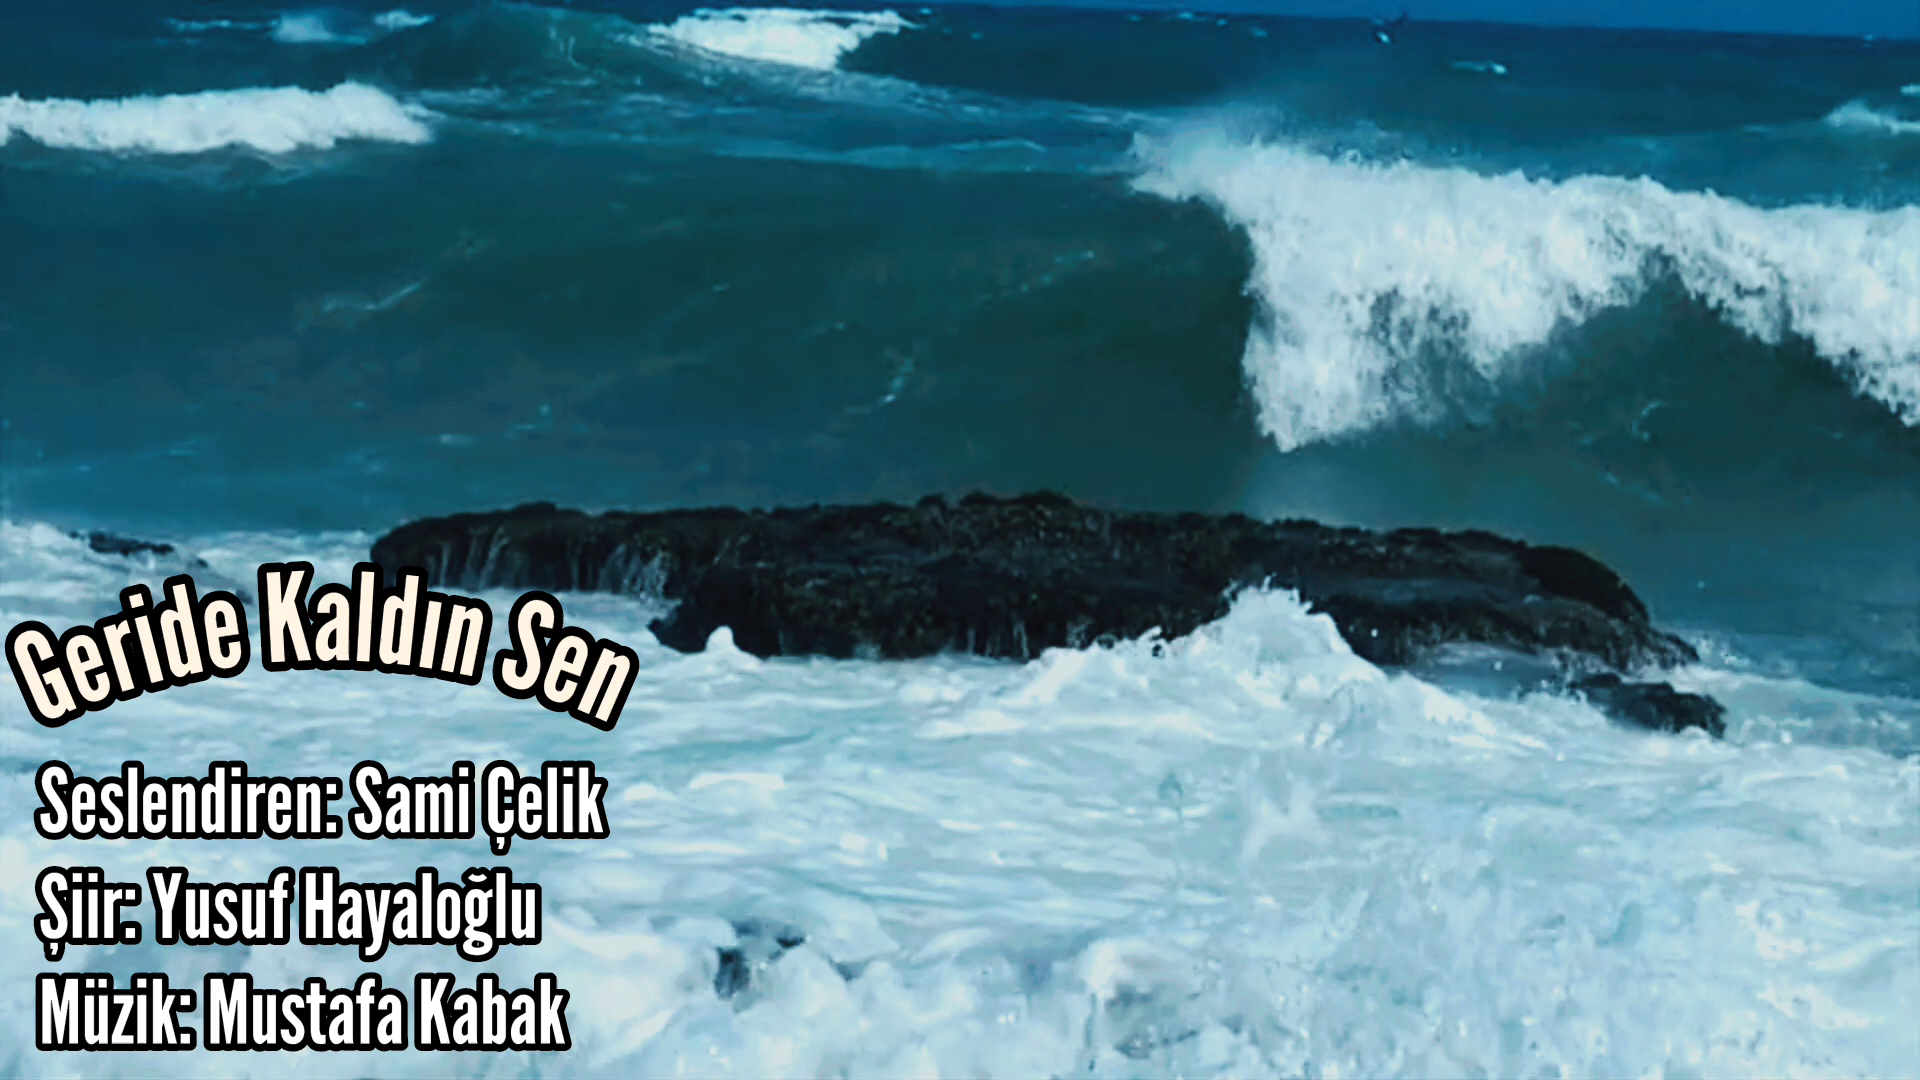 Geride Kaldın Sen
Seslendiren: Sami Çelik
Şiir: Yusuf Hayaloğlu
Müzik: Mustafa Kabak